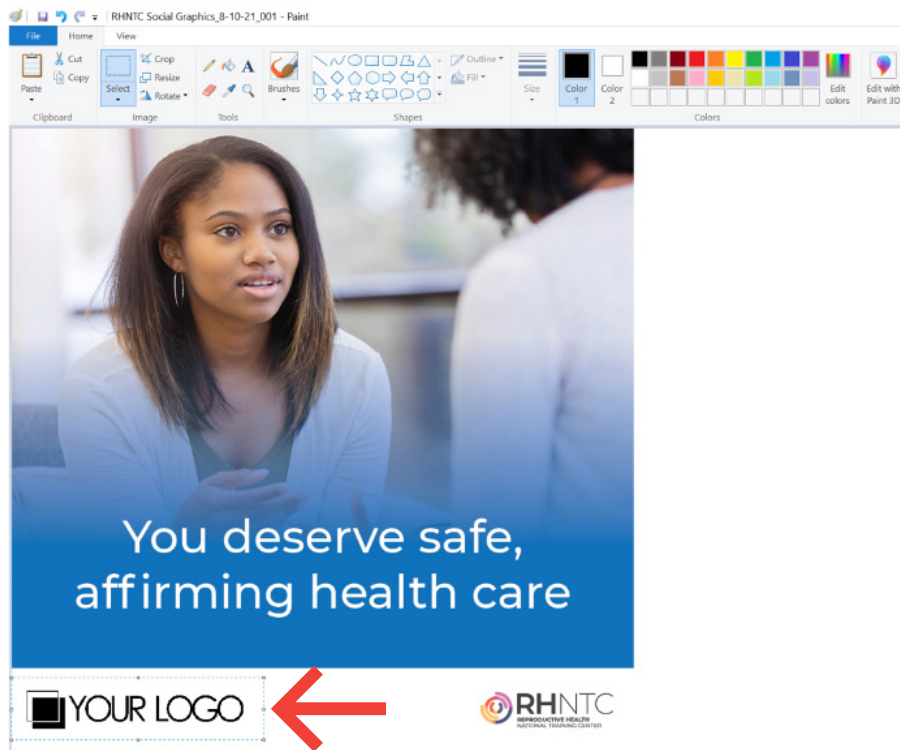 RHNTC Social Graphics_8-10-21_001 - Paint
File Home View
Cut
Copy
Paste
Clipboard
Crop
Resize
Rotate
Select
Image
A
Tools
Brushes
Outline
Fill
Shapes
Size
Color 1
Color 2
Colors
Edit colors
Edit with Paint 3D
You deserve safe,
affirming health care
YOUR LOGO
RHNTC
REPRODUCTIVE HEALTH
NATIONAL TRAINING CENTER